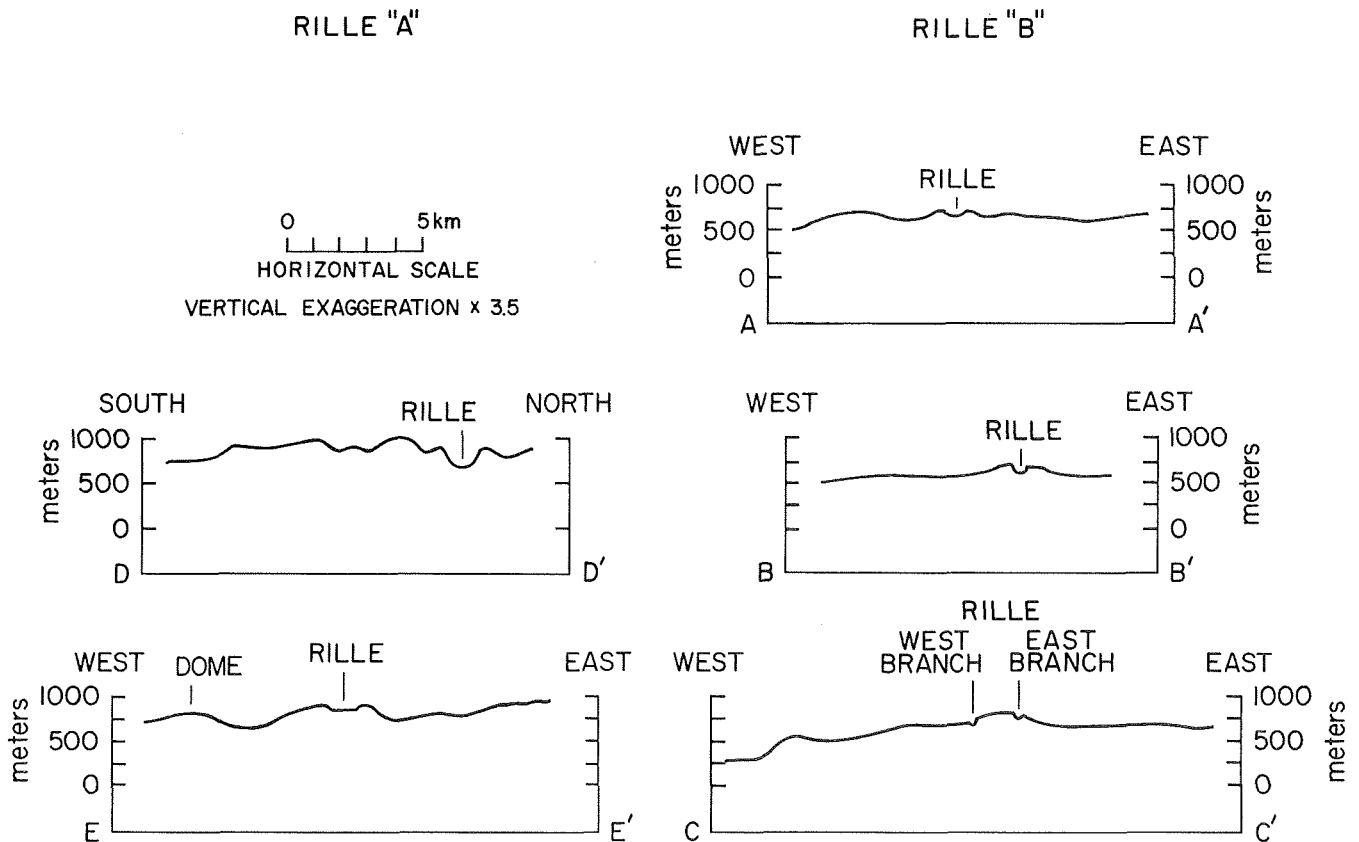 RILLE "A"
RILLE "B"
0 5 km
HORIZONTAL SCALE
VERTICAL EXAGGERATION × 3.5
WEST EAST
RILLE
1000 1000
500 500
0 0
meters meters
A A'
SOUTH NORTH
RILLE
1000
500
0
meters
D D'
WEST EAST
RILLE
1000
500
0
meters
B B'
WEST DOME RILLE EAST
1000
500
0
meters
E E'
RILLE
WEST EAST
BRANCH BRANCH
WEST EAST
1000
500
0
meters
C C'